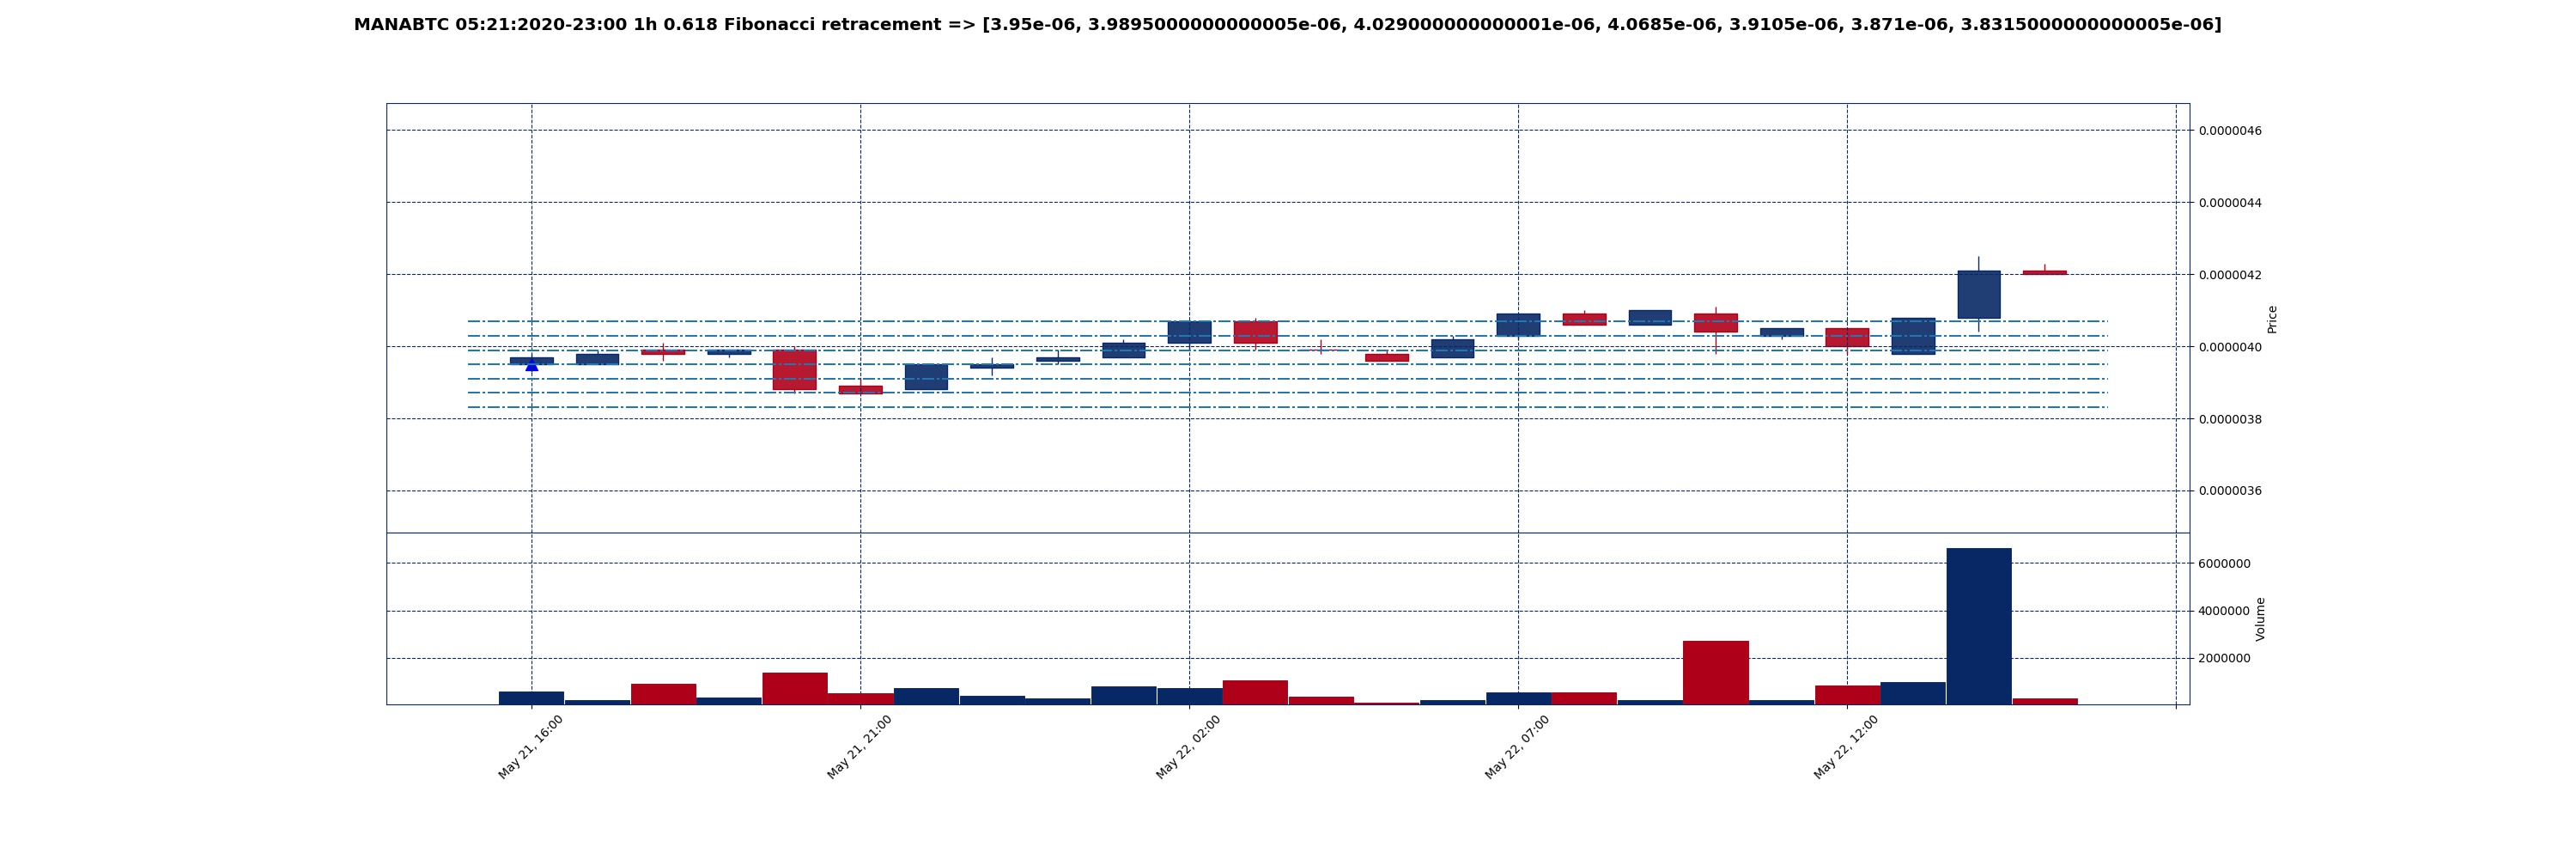 MANABTC 05:21:2020-23:00 1h 0.618 Fibonacci retracement => [3.95e-06, 3.9895000000000005e-06, 4.029000000000001e-06, 4.0685e-06, 3.9105e-06, 3.871e-06, 3.8315000000000005e-06]
0.0000046
0.0000044
0.0000042
0.0000040
0.0000038
0.0000036
Price
6000000
4000000
2000000
Volume
May 21, 16:00
May 21, 21:00
May 22, 02:00
May 22, 07:00
May 22, 12:00